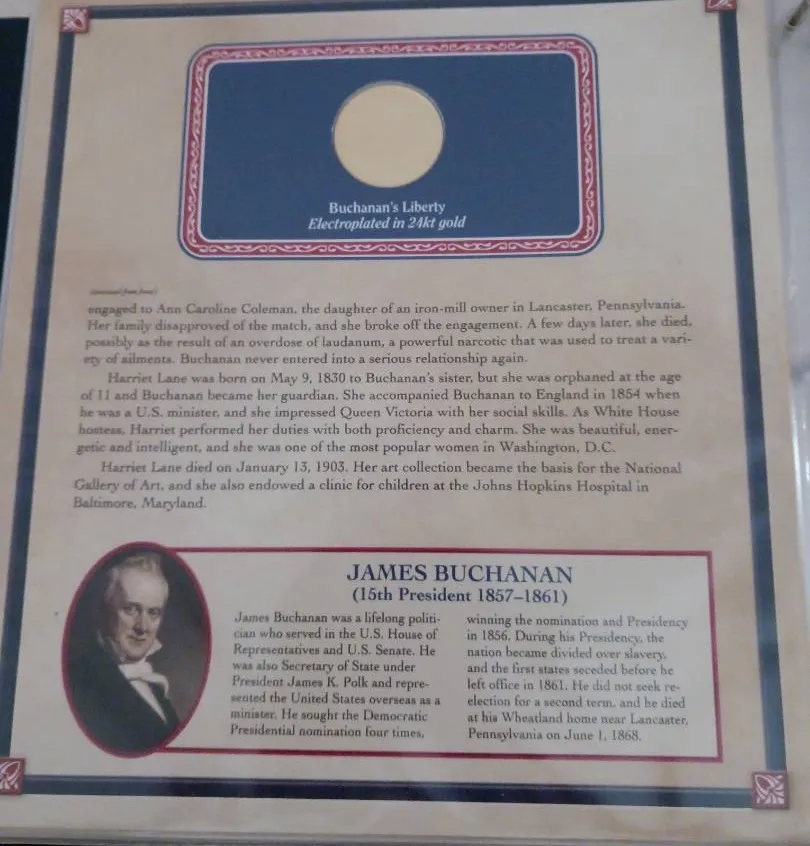 Buchanan's Liberty
Electroplated in 24kt gold
(continued from front)
engaged to Ann Caroline Coleman, the daughter of an iron-mill owner in Lancaster, Pennsylvania.
Her family disapproved of the match, and she broke off the engagement. A few days later, she died,
possibly as the result of an overdose of laudanum, a powerful narcotic that was used to treat a vari-
ety of ailments. Buchanan never entered into a serious relationship again.
Harriet Lane was born on May 9, 1830 to Buchanan's sister, but she was orphaned at the age
of 11 and Buchanan became her guardian. She accompanied Buchanan to England in 1854 when
he was a U.S. minister, and she impressed Queen Victoria with her social skills. As White House
hostess, Harriet performed her duties with both proficiency and charm. She was beautiful, ener-
getic and intelligent, and she was one of the most popular women in Washington, D.C.
Harriet Lane died on January 13, 1903. Her art collection became the basis for the National
Gallery of Art, and she also endowed a clinic for children at the Johns Hopkins Hospital in
Baltimore, Maryland.
JAMES BUCHANAN
(15th President 1857–1861)
James Buchanan was a lifelong politi-
cian who served in the U.S. House of
Representatives and U.S. Senate. He
was also Secretary of State under
President James K. Polk and repre-
sented the United States overseas as a
minister. He sought the Democratic
Presidential nomination four times,
winning the nomination and Presidency
in 1856. During his Presidency, the
nation became divided over slavery,
and the first states seceded before he
left office in 1861. He did not seek re-
election for a second term, and he died
at his Wheatland home near Lancaster,
Pennsylvania on June 1, 1868.